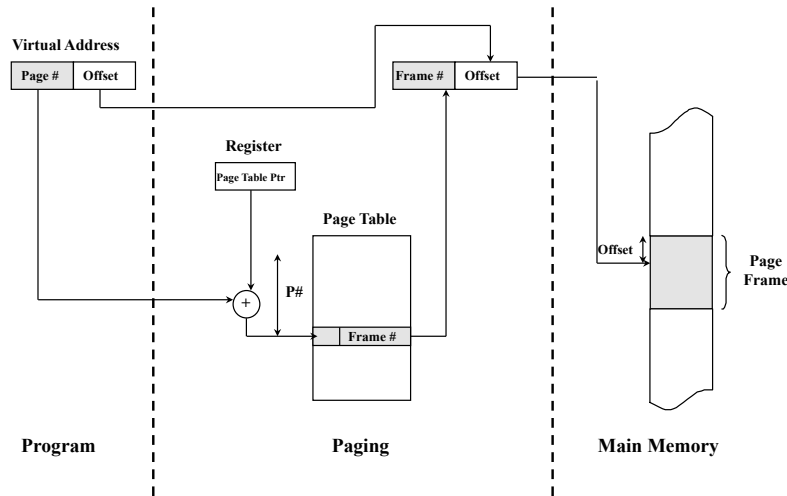 Virtual Address
Page # Offset
Frame # Offset
Register
Page Table Ptr
Page Table
Offset
Page
Frame
P#
+
Frame #
Program
Paging
Main Memory